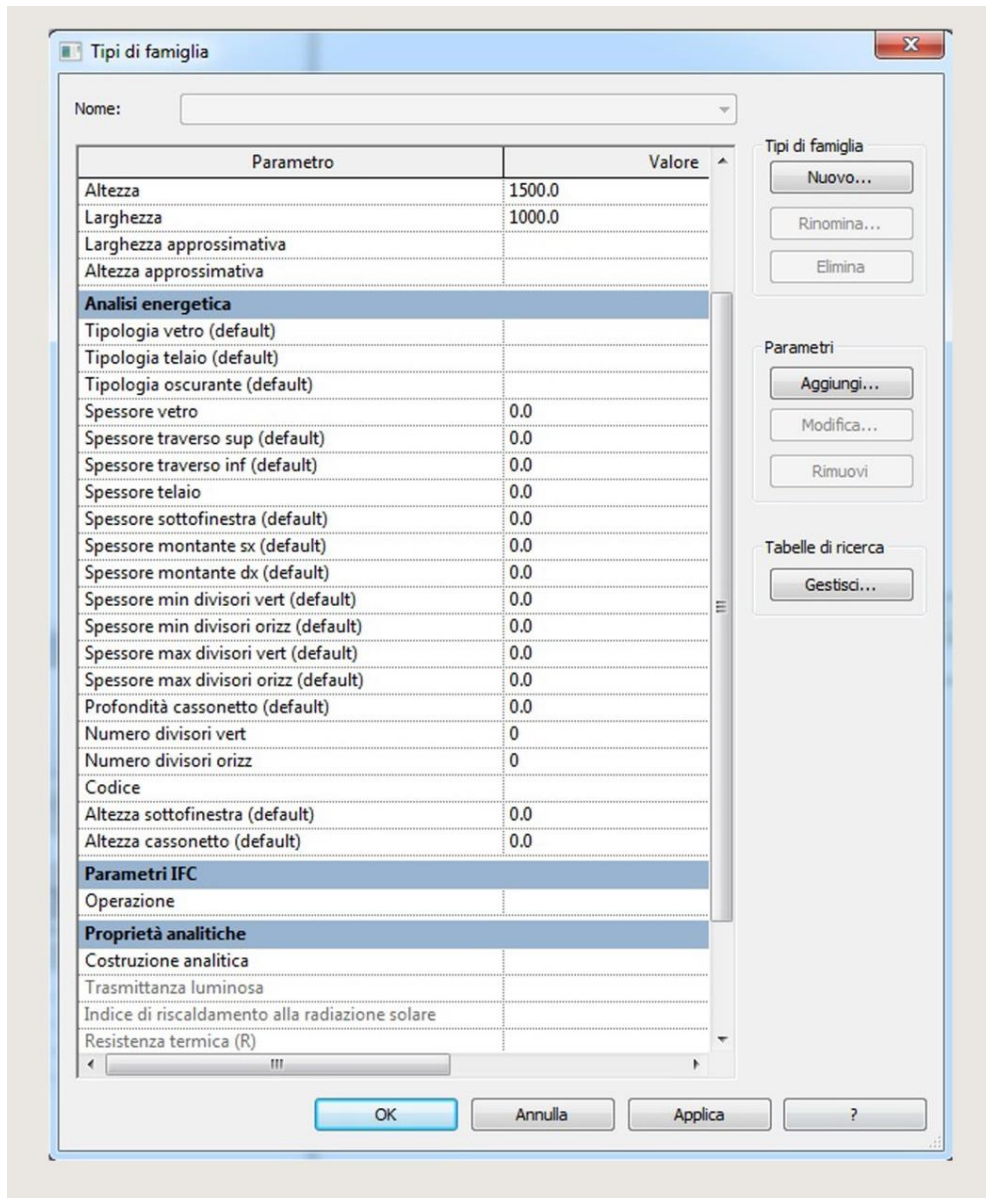 Tipi di famiglia
Nome:
Parametro Valore
Altezza 1500.0
Larghezza 1000.0
Larghezza approssimativa
Altezza approssimativa
Analisi energetica
Tipologia vetro (default)
Tipologia telaio (default)
Tipologia oscurante (default)
Spessore vetro 0.0
Spessore traverso sup (default) 0.0
Spessore traverso inf (default) 0.0
Spessore telaio 0.0
Spessore sottofinestra (default) 0.0
Spessore montante sx (default) 0.0
Spessore montante dx (default) 0.0
Spessore min divisori vert (default) 0.0
Spessore min divisori orizz (default) 0.0
Spessore max divisori vert (default) 0.0
Spessore max divisori orizz (default) 0.0
Profondità cassonetto (default) 0.0
Numero divisori vert 0
Numero divisori orizz 0
Codice
Altezza sottofinestra (default) 0.0
Altezza cassonetto (default) 0.0
Parametri IFC
Operazione
Proprietà analitiche
Costruzione analitica
Trasmittanza luminosa
Indice di riscaldamento alla radiazione solare
Resistenza termica (R)
Tipi di famiglia
Nuovo...
Rinomina...
Elimina
Parametri
Aggiungi...
Modifica...
Rimuovi
Tabelle di ricerca
Gestisci...
OK Annulla Applica ?